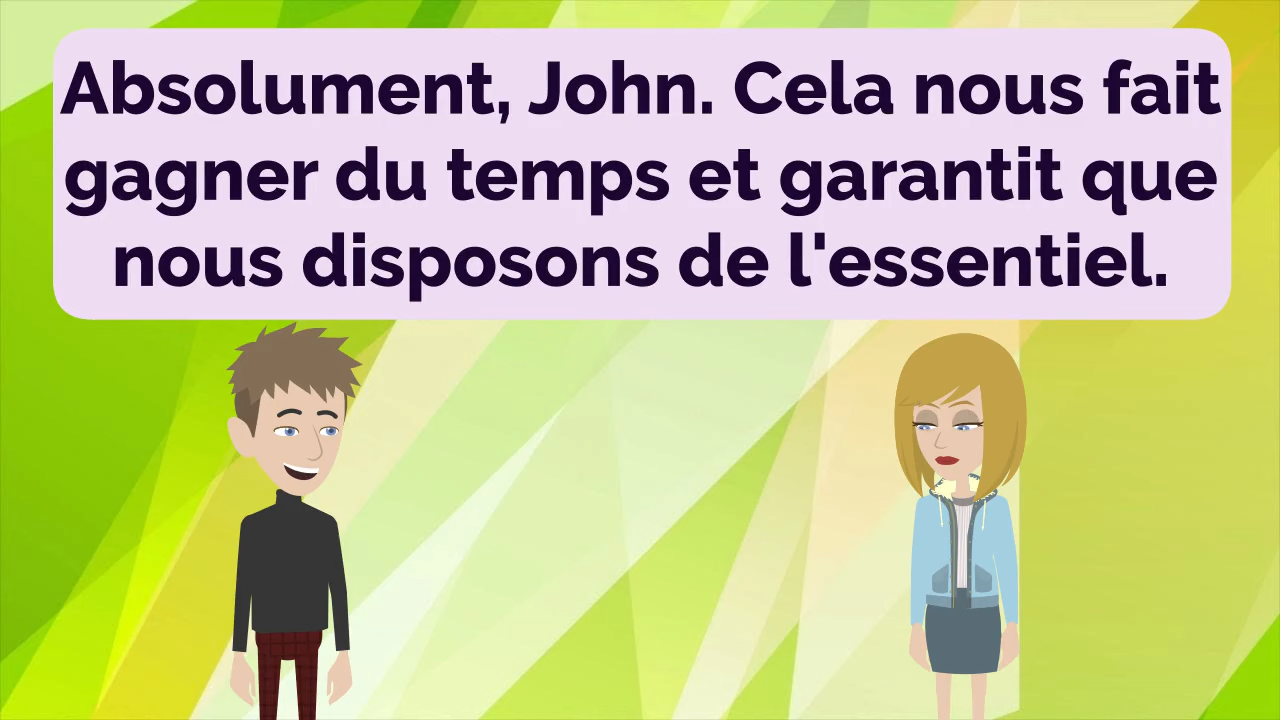 Absolument, John. Cela nous fait
gagner du temps et garantit que
nous disposons de l'essentiel.